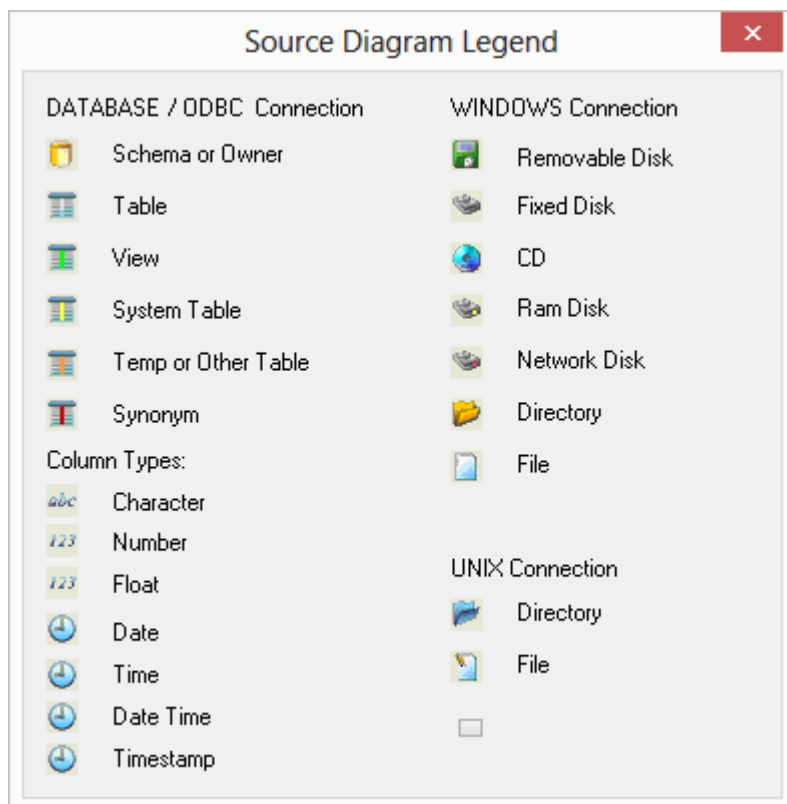 Source Diagram Legend
DATABASE / ODBC Connection
Schema or Owner
Table
View
System Table
Temp or Other Table
Synonym
Column Types:
abc Character
123 Number
123 Float
Date
Time
Date Time
Timestamp
WINDOWS Connection
Removable Disk
Fixed Disk
CD
Ram Disk
Network Disk
Directory
File
UNIX Connection
Directory
File